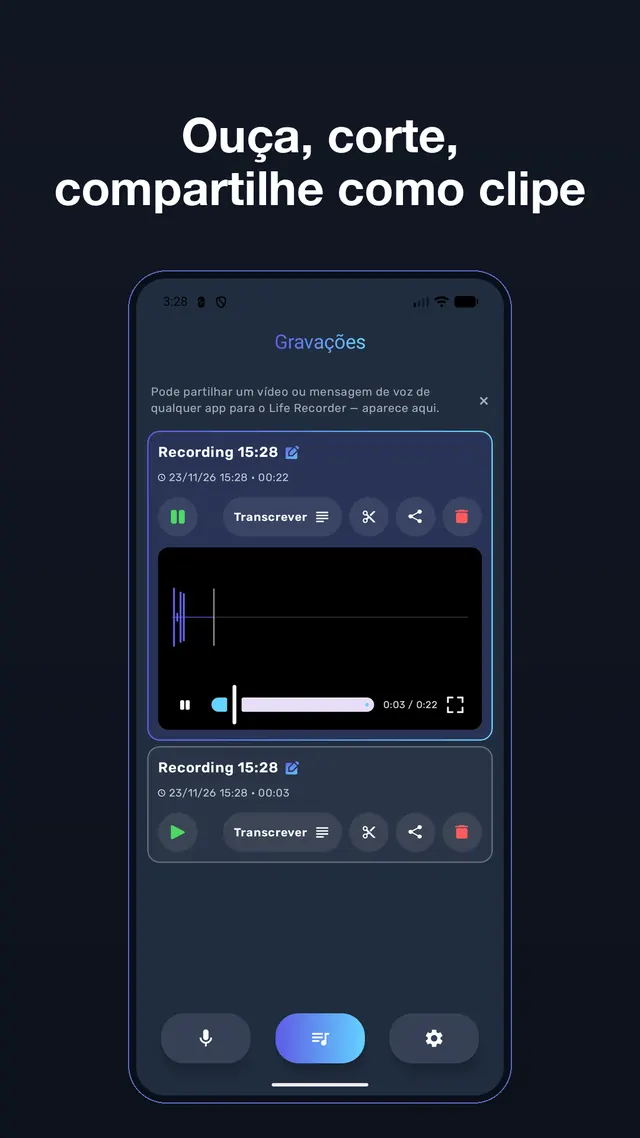 Ouça, corte,
compartilhe como clipe
3:28
Gravações
Pode partilhar um vídeo ou mensagem de voz de
qualquer app para o Life Recorder — aparece aqui.
Recording 15:28
23/11/26 15:28 • 00:22
Transcrever
0:03 / 0:22
Recording 15:28
23/11/26 15:28 • 00:03
Transcrever